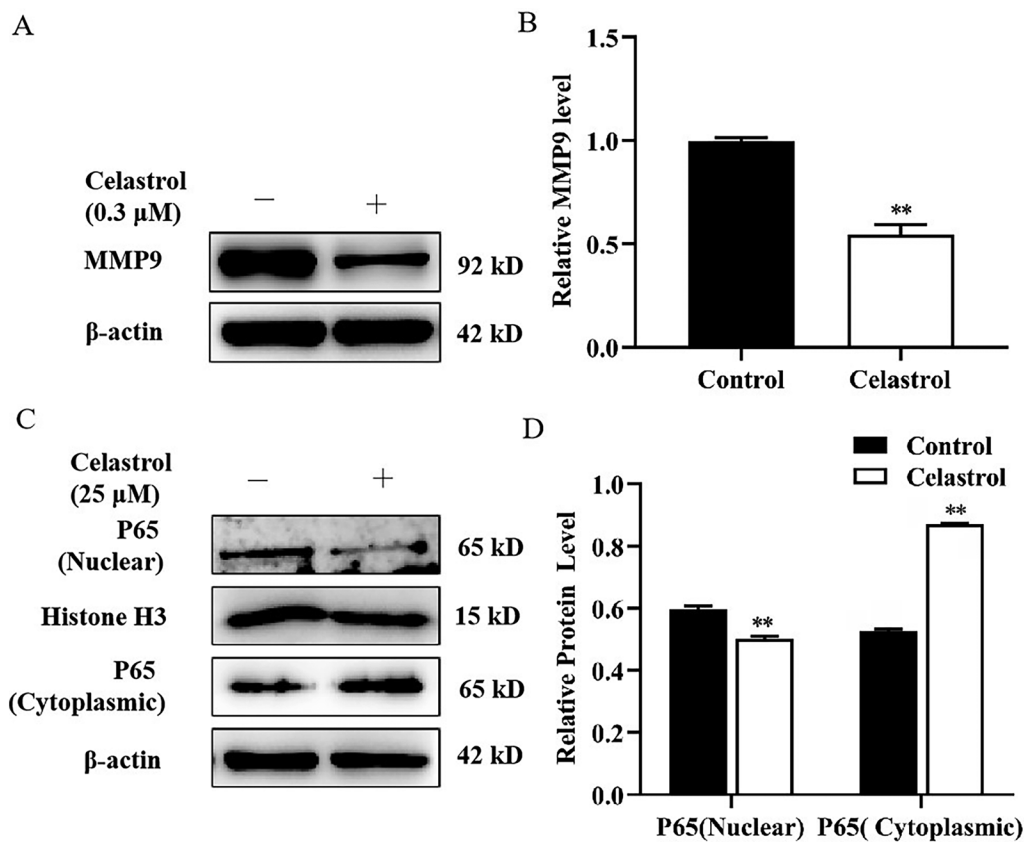 A
Celastrol
(0.3 μM)
− +
MMP9
92 kD
β-actin
42 kD
B
Relative MMP9 level
1.5
1.0
0.5
0.0
**
Control
Celastrol
C
Celastrol
(25 μM)
− +
P65
(Nuclear)
65 kD
Histone H3
15 kD
P65
(Cytoplasmic)
65 kD
β-actin
42 kD
D
Control
Celastrol
Relative Protein Level
1.0
0.8
0.6
0.4
0.2
0.0
**
**
P65(Nuclear)
P65( Cytoplasmic)